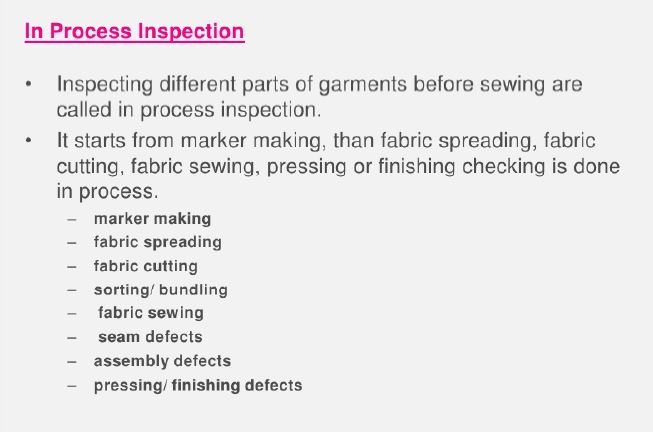 In Process Inspection
• Inspecting different parts of garments before sewing are
called in process inspection.
• It starts from marker making, than fabric spreading, fabric
cutting, fabric sewing, pressing or finishing checking is done
in process.
– marker making
– fabric spreading
– fabric cutting
– sorting/ bundling
– fabric sewing
– seam defects
– assembly defects
– pressing/ finishing defects